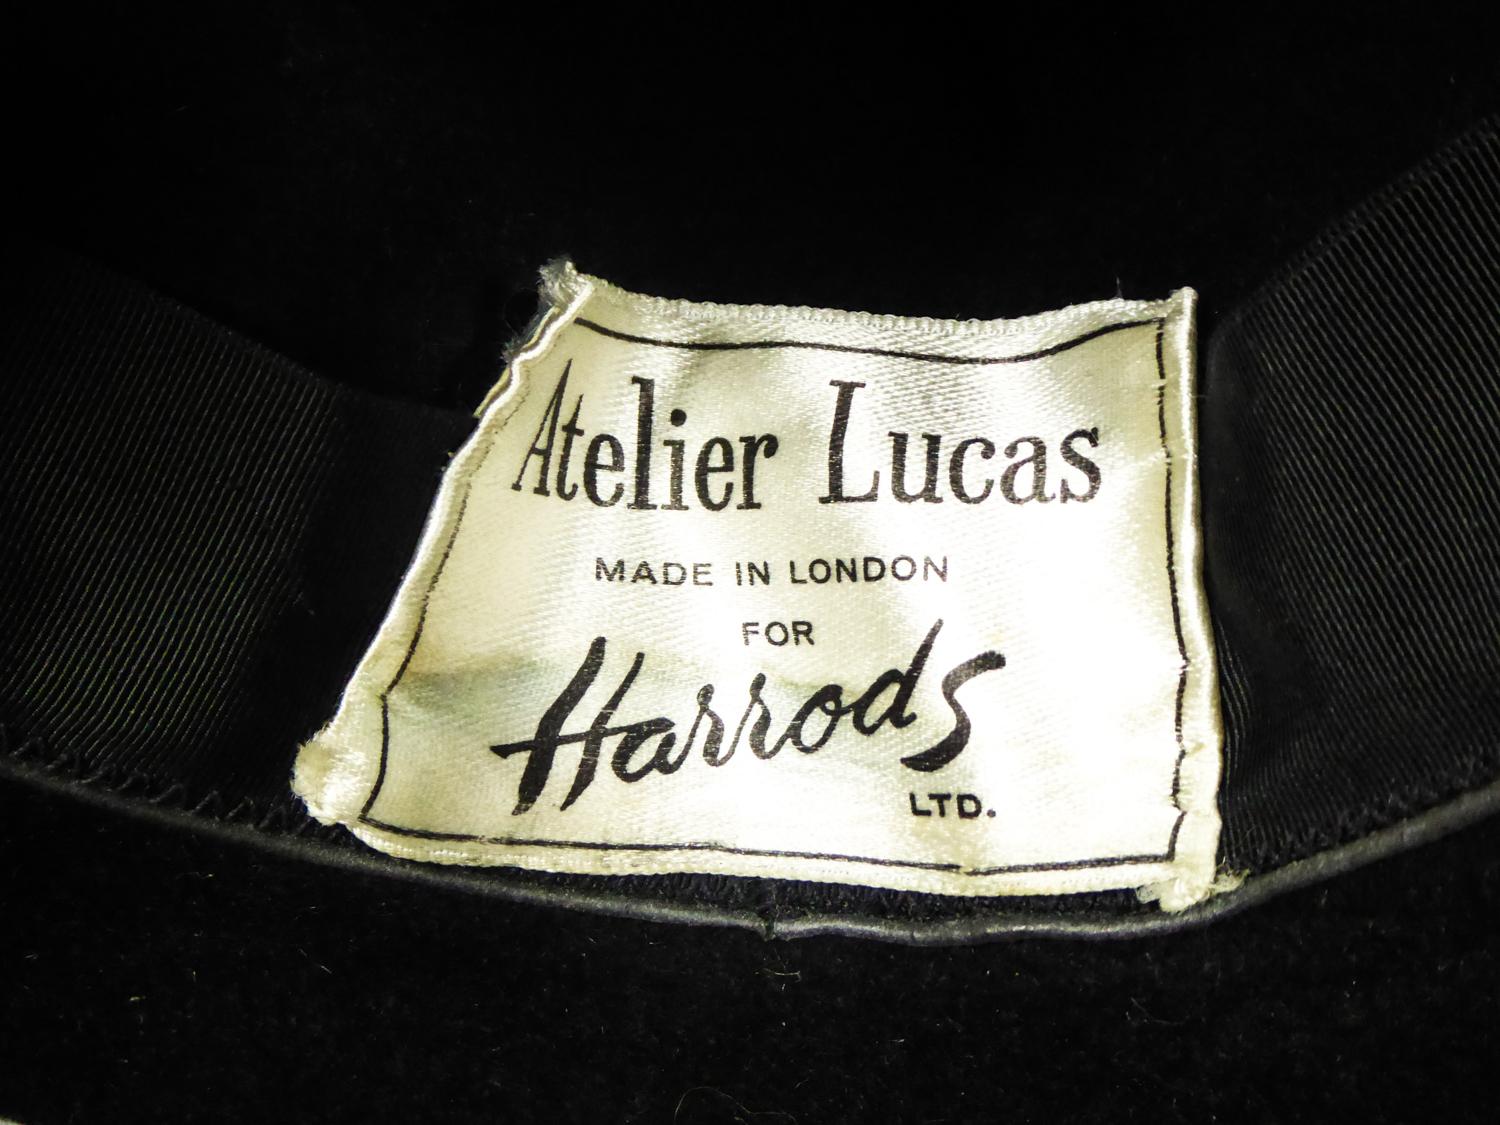 Atelier Lucas
MADE IN LONDON
FOR
Harrods
LTD.